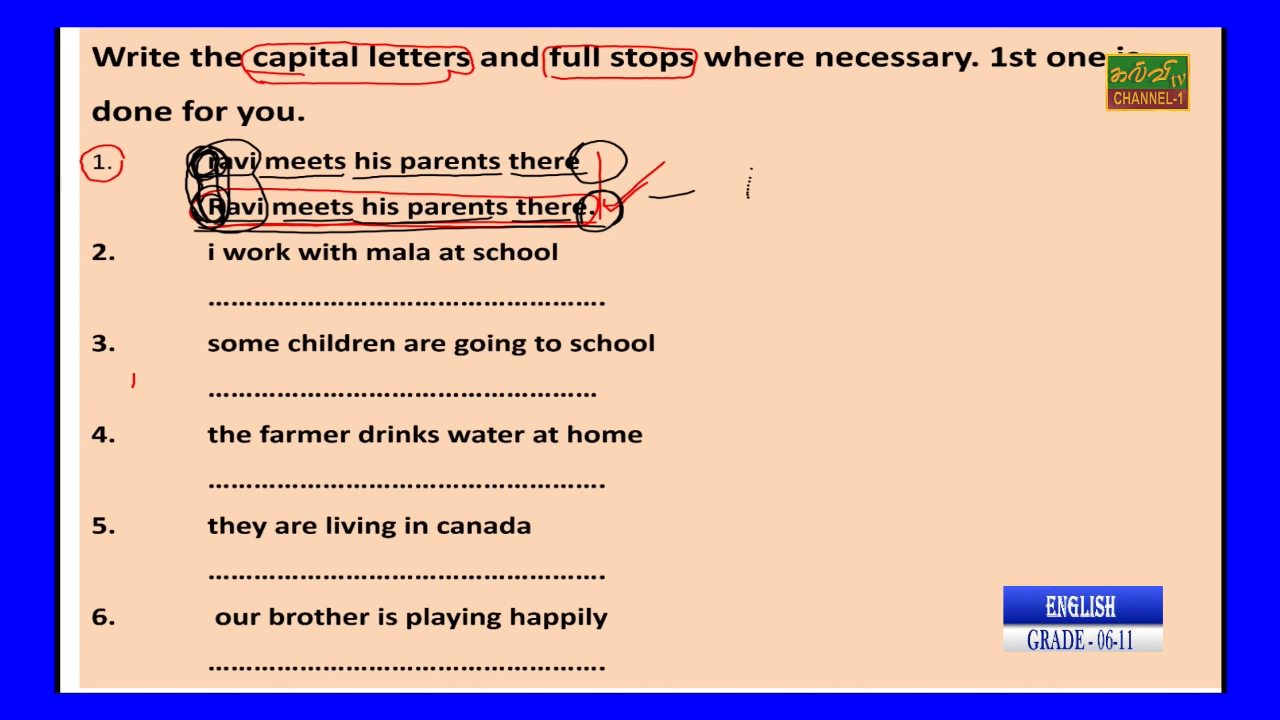 Write the capital letters and full stops where necessary. 1st one is
done for you.
கல்வி TV
CHANNEL-1
1. ravi meets his parents there
Ravi meets his parents there.
2. i work with mala at school
……………………………………………….
3. some children are going to school
………………………………………………
4. the farmer drinks water at home
……………………………………………….
5. they are living in canada
……………………………………………….
6. our brother is playing happily
……………………………………………….
ENGLISH
GRADE - 06-11